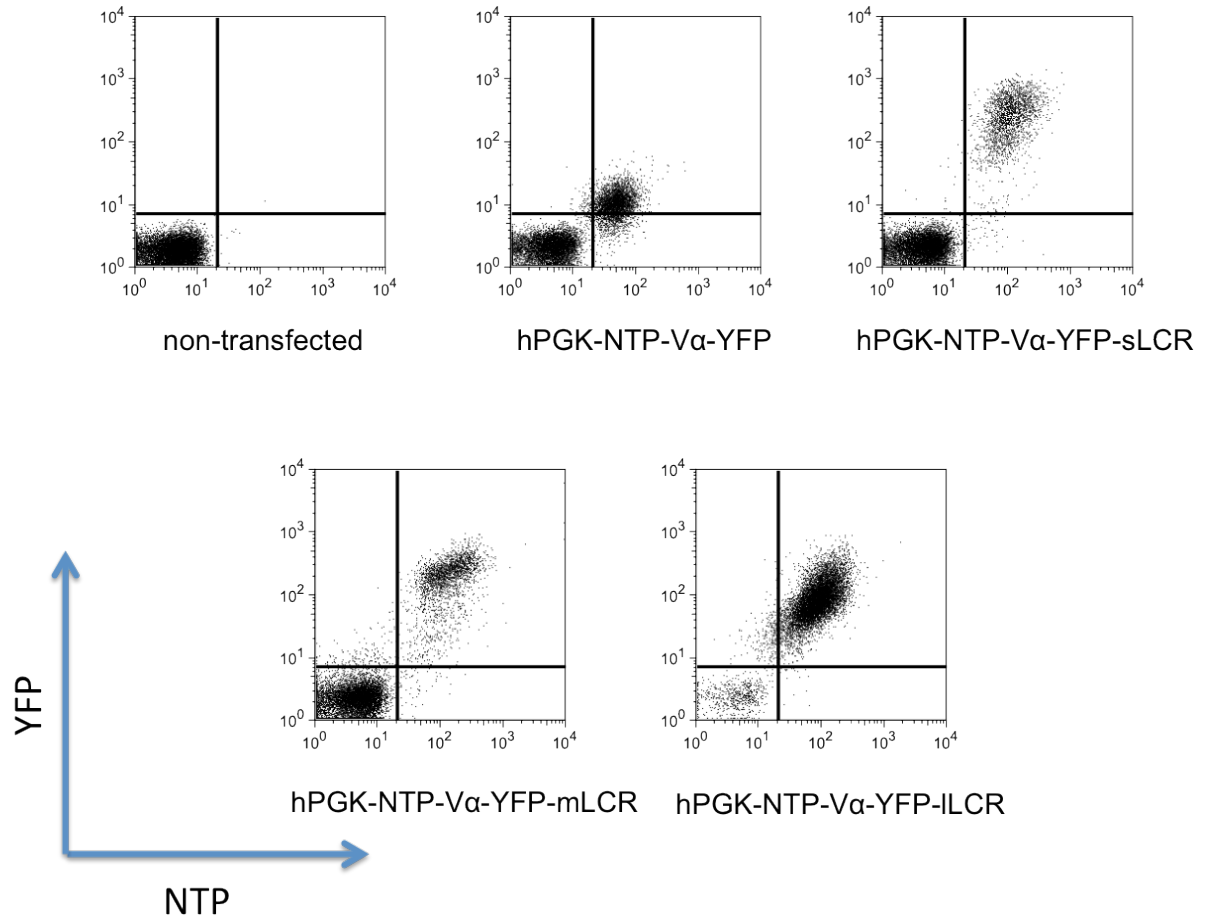 10⁴ 10³ 10² 10¹ 10⁰
10⁰ 10¹ 10² 10³ 10⁴
non-transfected
10⁴ 10³ 10² 10¹ 10⁰
10⁰ 10¹ 10² 10³ 10⁴
hPGK-NTP-Vα-YFP
10⁴ 10³ 10² 10¹ 10⁰
10⁰ 10¹ 10² 10³ 10⁴
hPGK-NTP-Vα-YFP-sLCR
10⁴ 10³ 10² 10¹ 10⁰
10⁰ 10¹ 10² 10³ 10⁴
hPGK-NTP-Vα-YFP-mLCR
10⁴ 10³ 10² 10¹ 10⁰
10⁰ 10¹ 10² 10³ 10⁴
hPGK-NTP-Vα-YFP-lLCR
YFP
NTP